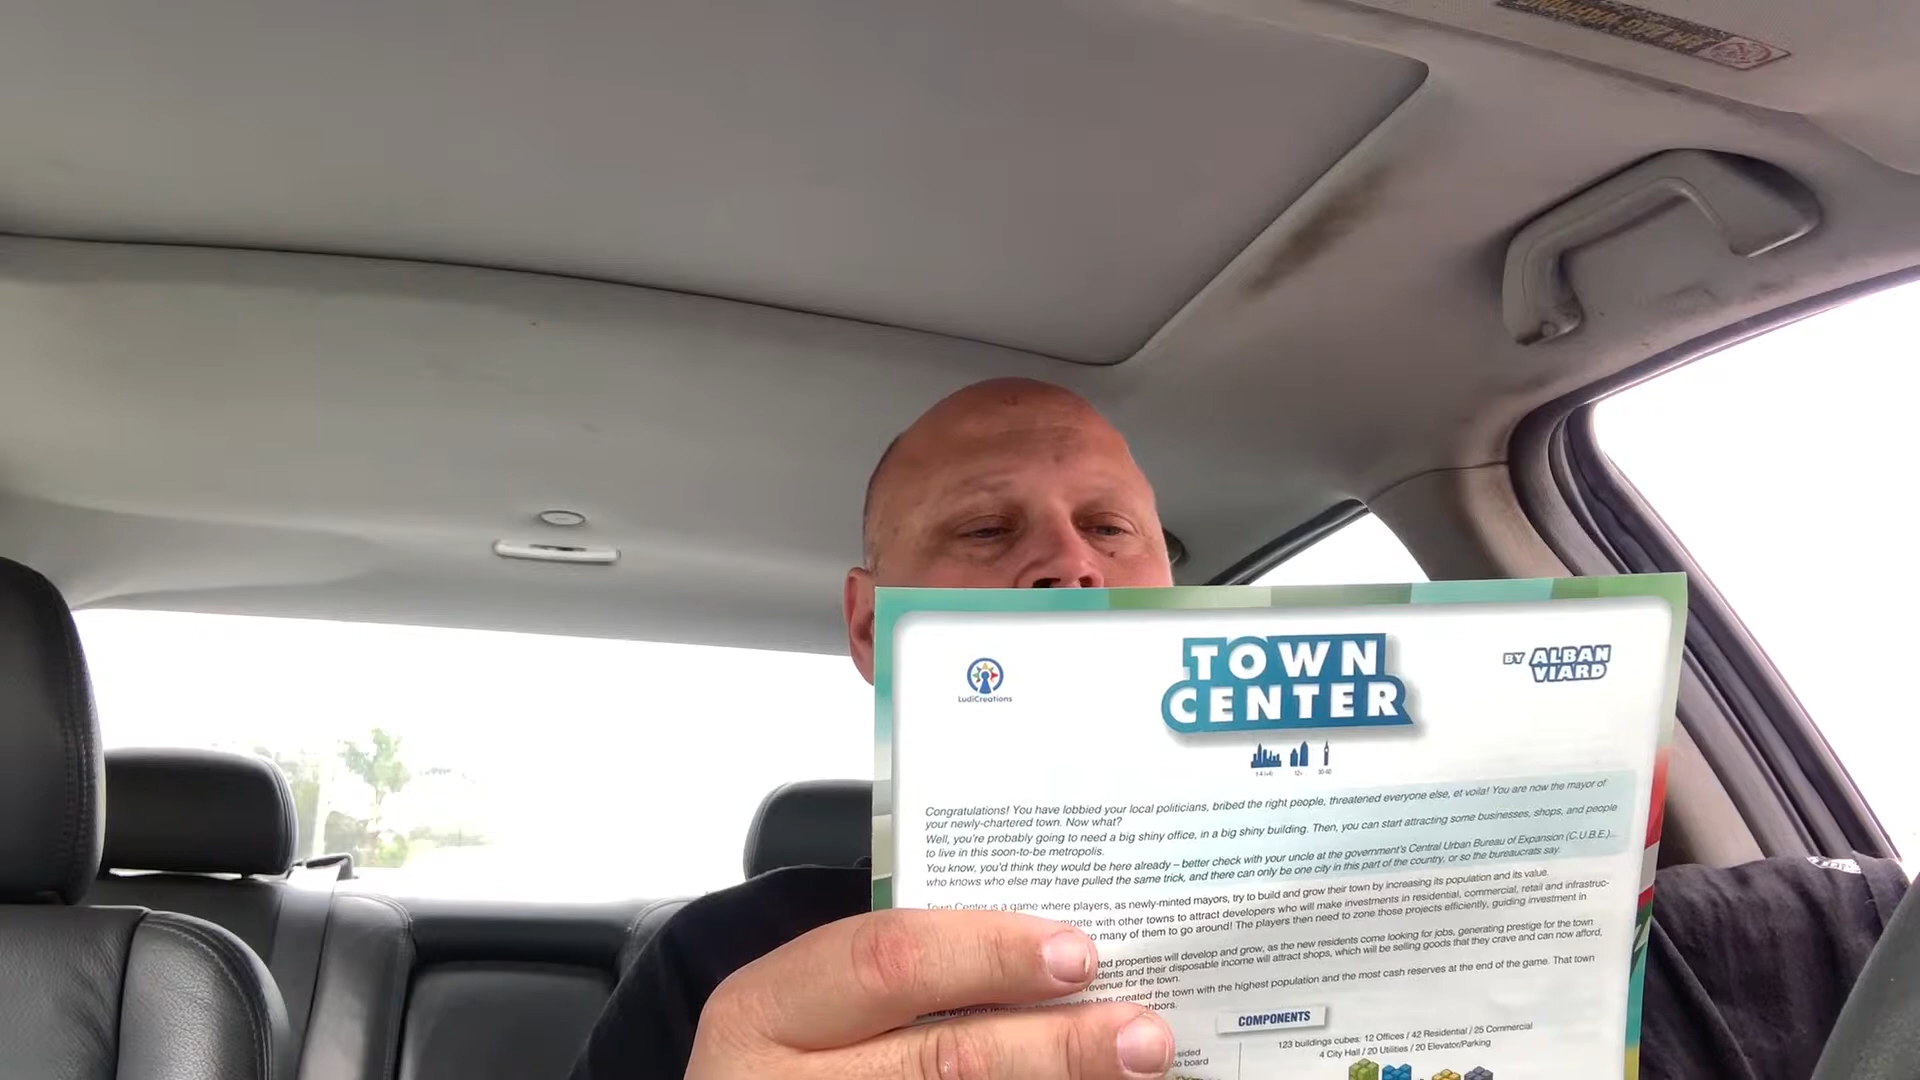 LudiCreations
TOWN
CENTER
BY ALBAN
VIARD
12+
Congratulations! You have lobbied your local politicians, bribed the right people, threatened everyone else, et voila! You are now the mayor of
your newly-chartered town. Now what?
Well, you're probably going to need a big shiny office, in a big shiny building. Then, you can start attracting some businesses, shops, and people
to live in this soon-to-be metropolis.
You know, you'd think they would be here already – better check with your uncle at the government's Central Urban Bureau of Expansion (C.U.B.E.)...
who knows who else may have pulled the same trick, and there can only be one city in this part of the country, or so the bureaucrats say.
Town Center is a game where players, as newly-minted mayors, try to build and grow their town by increasing its population and its value.
with other towns to attract developers who will make investments in residential, commercial, retail and infrastruc-
many of them to go around! The players then need to zone those projects efficiently, guiding investment in
properties will develop and grow, as the new residents come looking for jobs, generating prestige for the town
and their disposable income will attract shops, which will be selling goods that they crave and can now afford,
revenue for the town.
has created the town with the highest population and the most cash reserves at the end of the game. That town
COMPONENTS
123 buildings cubes: 12 Offices / 42 Residential / 25 Commercial
4 City Hall / 20 Utilities / 20 Elevator/Parking
board